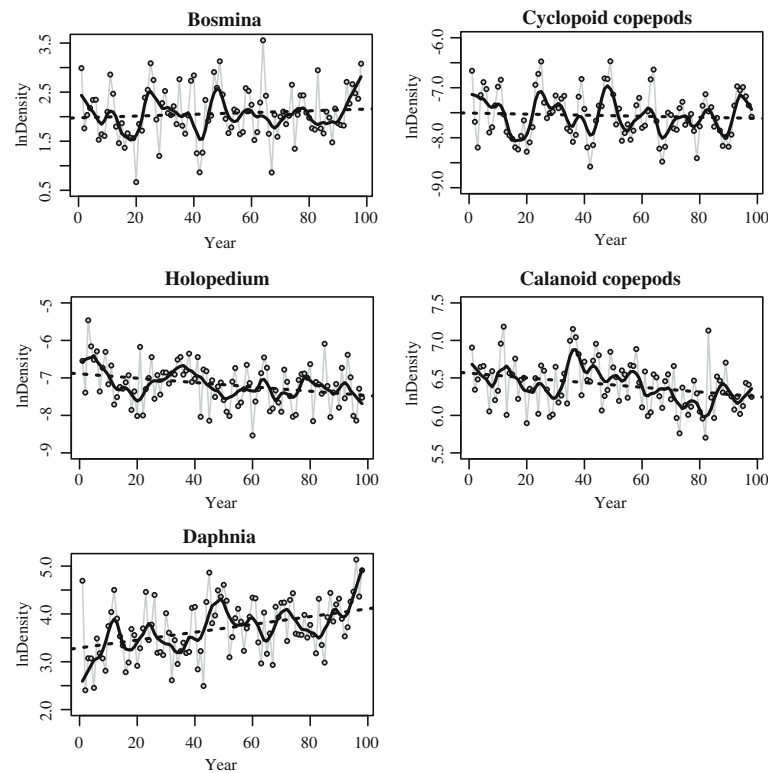 Bosmina
lnDensity
3.5
2.5
1.5
0.5
0 20 40 60 80 100
Year
Cyclopoid copepods
lnDensity
-6.0
-7.0
-8.0
-9.0
0 20 40 60 80 100
Year
Holopedium
lnDensity
-5
-6
-7
-8
-9
0 20 40 60 80 100
Year
Calanoid copepods
lnDensity
7.5
7.0
6.5
6.0
5.5
0 20 40 60 80 100
Year
Daphnia
lnDensity
5.0
4.0
3.0
2.0
0 20 40 60 80 100
Year